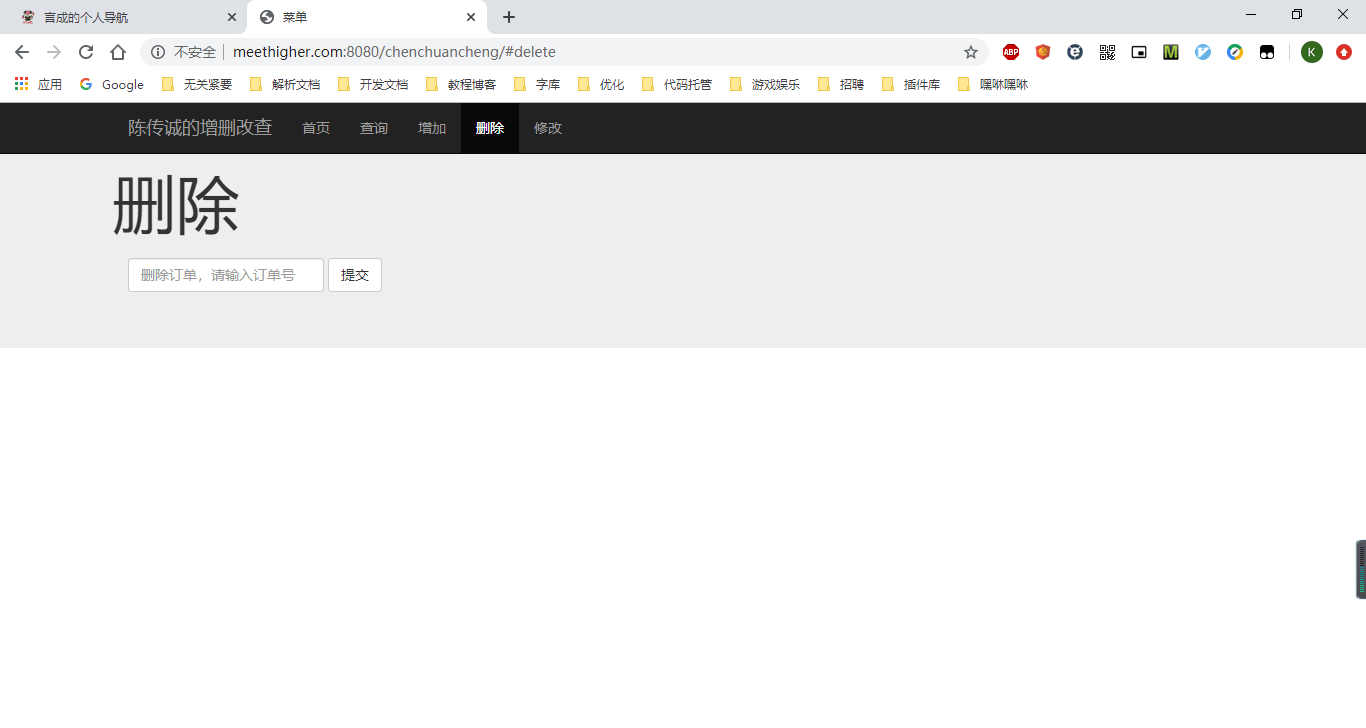 言成的个人导航
菜单
不安全 meethigher.com:8080/chenchuancheng/#delete
ABP
K
应用 Google 无关紧要 解析文档 开发文档 教程博客 字库 优化 代码托管 游戏娱乐 招聘 插件库 嘿咻嘿咻
陈传诚的增删改查 首页 查询 增加 删除 修改
删除
删除订单，请输入订单号 提交